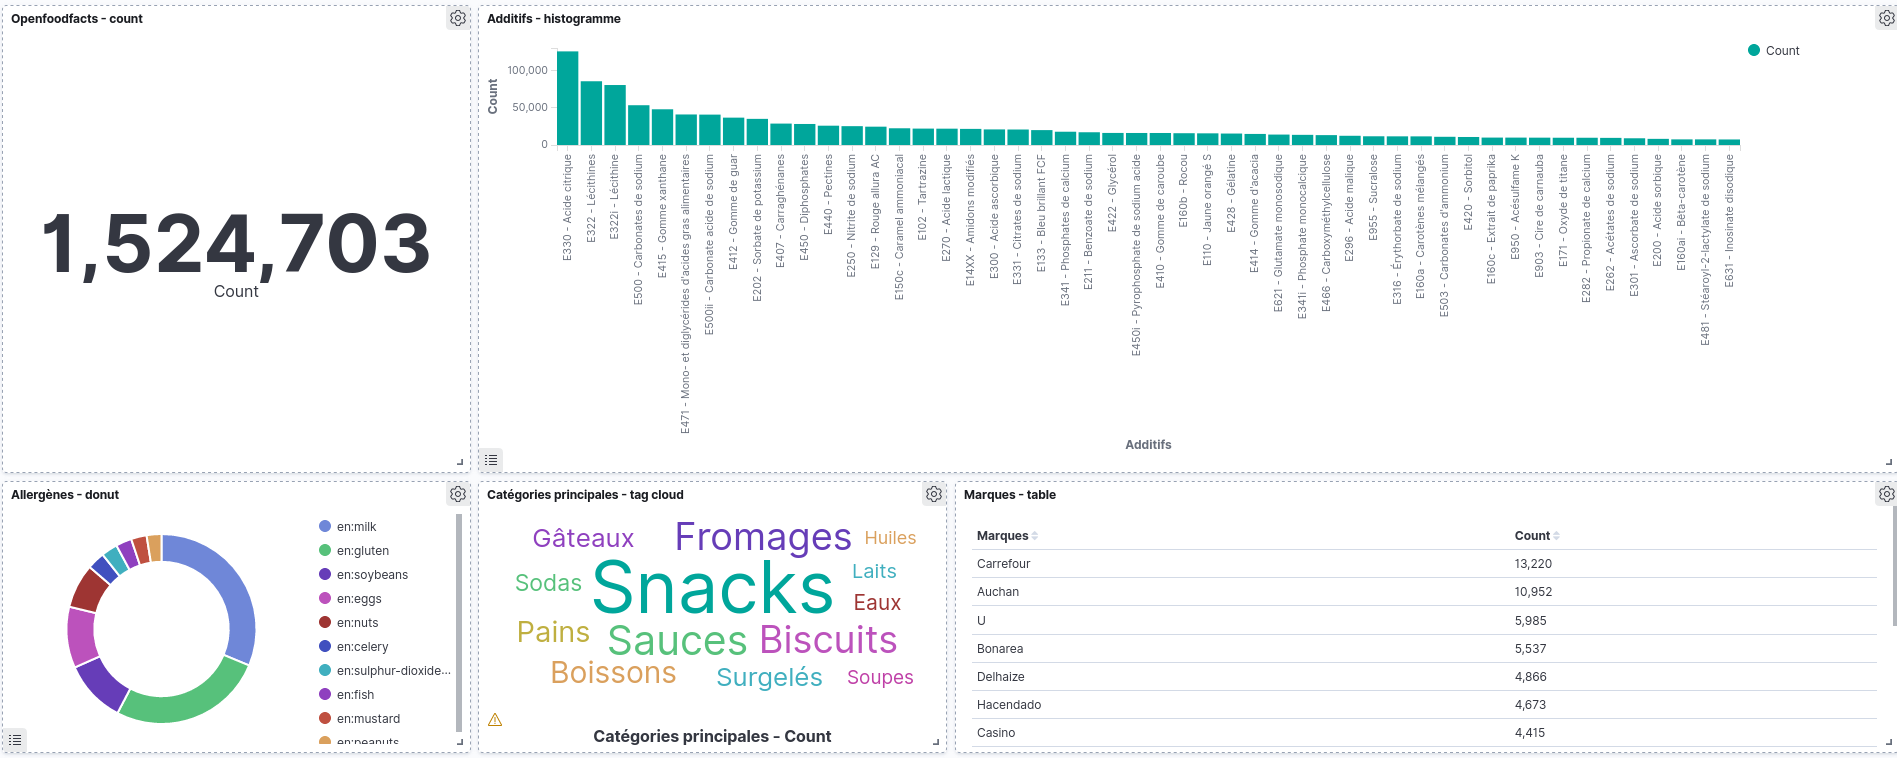 Openfoodfacts - count
1,524,703
Count
Additifs - histogramme
Count
100,000
50,000
0
Count
E330 - Acide citrique
E322 - Lécithines
E322i - Lécithine
E500 - Carbonates de sodium
E415 - Gomme xanthane
E471 - Mono- et diglycérides d'acides gras alimentaires
E500ii - Carbonate acide de sodium
E412 - Gomme de guar
E202 - Sorbate de potassium
E407 - Carraghénanes
E450 - Diphosphates
E440 - Pectines
E250 - Nitrite de sodium
E129 - Rouge allura AC
E150c - Caramel ammoniacal
E102 - Tartrazine
E270 - Acide lactique
E14XX - Amidons modifiés
E300 - Acide ascorbique
E331 - Citrates de sodium
E133 - Bleu brillant FCF
E341 - Phosphates de calcium
E211 - Benzoate de sodium
E422 - Glycérol
E450i - Pyrophosphate de sodium acide
E410 - Gomme de caroube
E160b - Rocou
E110 - Jaune orangé S
E428 - Gélatine
E414 - Gomme d'acacia
E621 - Glutamate monosodique
E341i - Phosphate monocalcique
E466 - Carboxyméthylcellulose
E296 - Acide malique
E955 - Sucralose
E316 - Érythorbate de sodium
E160a - Carotènes mélangés
E503 - Carbonates d'ammonium
E420 - Sorbitol
E160c - Extrait de paprika
E950 - Acésulfame K
E903 - Cire de carnauba
E171 - Oxyde de titane
E282 - Propionate de calcium
E262 - Acétates de sodium
E301 - Ascorbate de sodium
E200 - Acide sorbique
E160ai - Bêta-carotène
E481 - Stéaroyl-2-lactylate de sodium
E631 - Inosinate disodique
Additifs
Allergènes - donut
en:milk
en:gluten
en:soybeans
en:eggs
en:nuts
en:celery
en:sulphur-dioxide...
en:fish
en:mustard
en:peanuts
Catégories principales - tag cloud
Gâteaux Fromages Huiles
Sodas Snacks Laits
Eaux
Pains Sauces Biscuits
Boissons Surgelés Soupes
Catégories principales - Count
Marques - table
Marques Count
Carrefour 13,220
Auchan 10,952
U 5,985
Bonarea 5,537
Delhaize 4,866
Hacendado 4,673
Casino 4,415